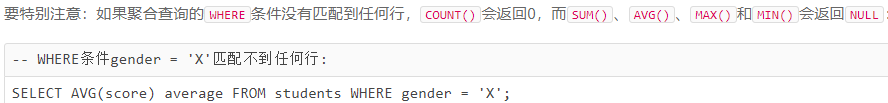 要特别注意：如果聚合查询的WHERE条件没有匹配到任何行，COUNT()会返回0，而SUM()、AVG()、MAX()和MIN()会返回NULL：
-- WHERE条件gender = 'X'匹配不到任何行:
SELECT AVG(score) average FROM students WHERE gender = 'X';